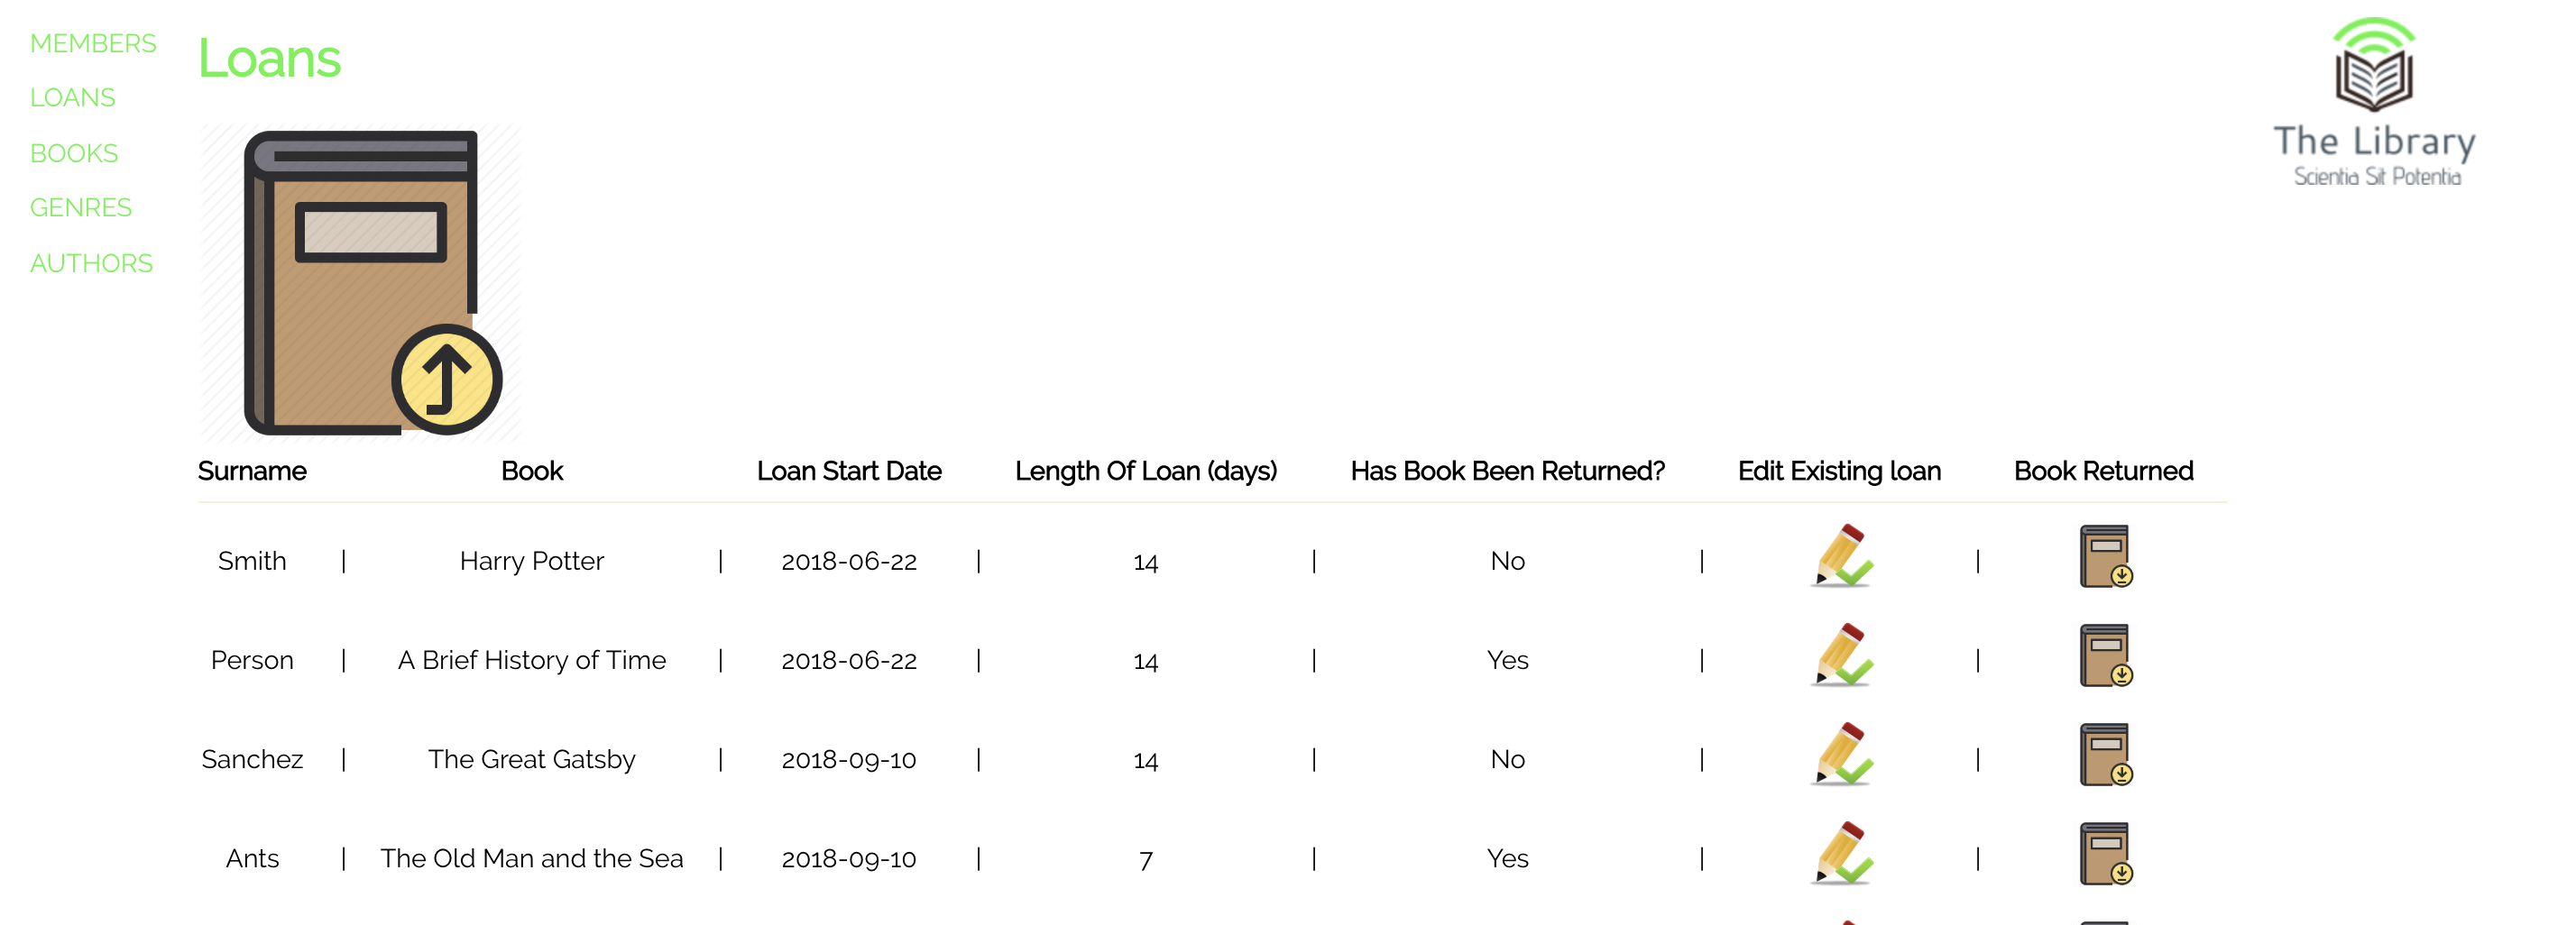 MEMBERS
LOANS
BOOKS
GENRES
AUTHORS
Loans
The Library
Scientia Sit Potentia
Surname Book Loan Start Date Length Of Loan (days) Has Book Been Returned? Edit Existing loan Book Returned
Smith | Harry Potter | 2018-06-22 | 14 | No | |
Person | A Brief History of Time | 2018-06-22 | 14 | Yes | |
Sanchez | The Great Gatsby | 2018-09-10 | 14 | No | |
Ants | The Old Man and the Sea | 2018-09-10 | 7 | Yes | |